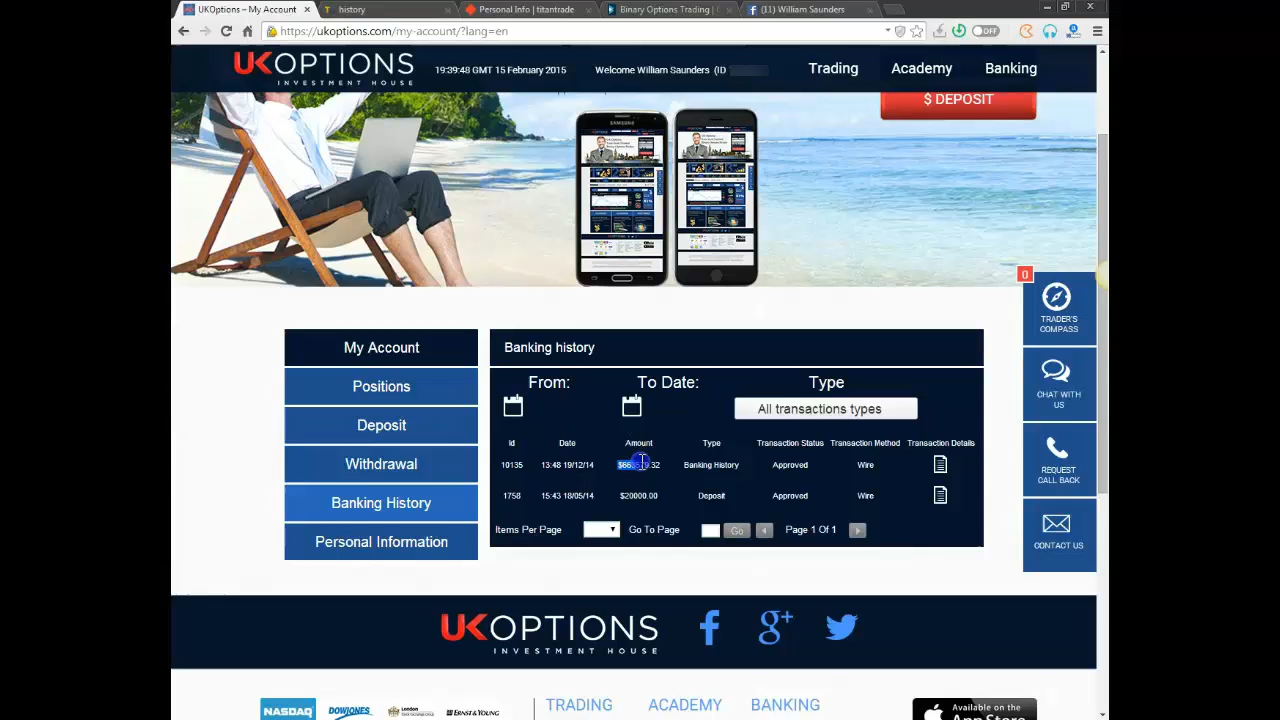 UKOptions – My Account
history
Personal Info | titantrade
Binary Options Trading |
(11) William Saunders
https://ukoptions.com/my-account/?lang=en
OFF
UKOPTIONS
INVESTMENT HOUSE
19:39:48 GMT 15 February 2015
Welcome William Saunders (ID
Trading
Academy
Banking
$ DEPOSIT
SAMSUNG
0
TRADER'S
COMPASS
CHAT WITH
US
REQUEST
CALL BACK
CONTACT US
My Account
Positions
Deposit
Withdrawal
Banking History
Personal Information
Banking history
From:
To Date:
Type
All transactions types
Id Date Amount Type Transaction Status Transaction Method Transaction Details
10135 13:48 19/12/14 Banking History Approved Wire
1758 15:43 18/05/14 $20000.00 Deposit Approved Wire
Items Per Page
Go To Page
Go
Page 1 Of 1
UKOPTIONS
INVESTMENT HOUSE
NASDAQ
DOWJONES
London
ERNST & YOUNG
TRADING
ACADEMY
BANKING
Available on the
App Store